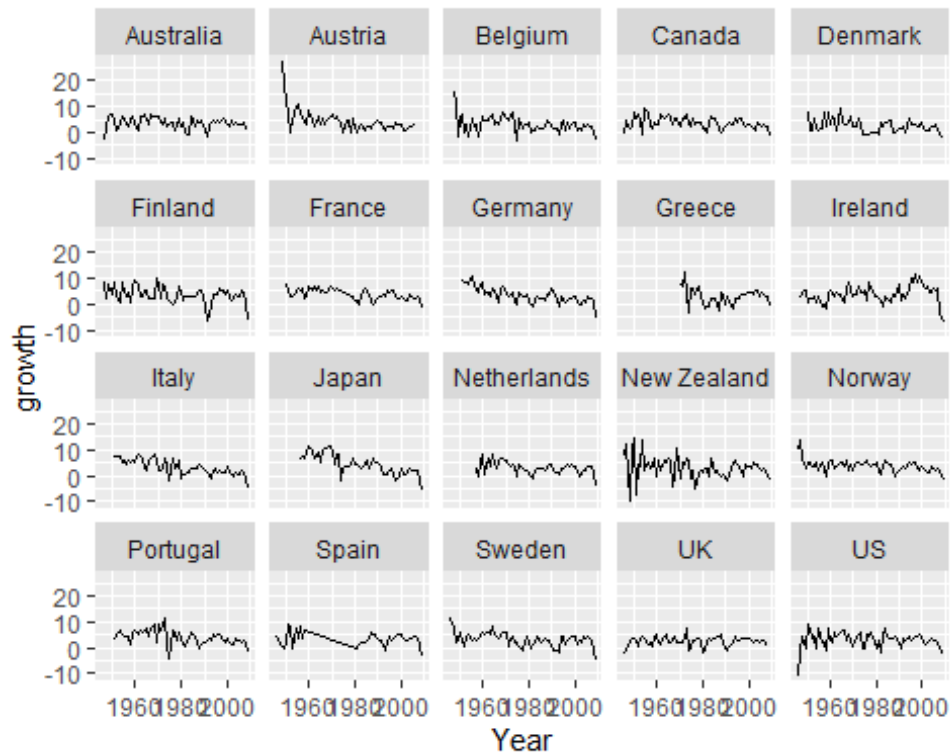 Australia Austria Belgium Canada Denmark
20
10
0
-10
Finland France Germany Greece Ireland
20
10
0
-10
growth
Italy Japan Netherlands New Zealand Norway
20
10
0
-10
Portugal Spain Sweden UK US
20
10
0
-10
1960 1980 2000 1960 1980 2000 1960 1980 2000 1960 1980 2000 1960 1980 2000
Year